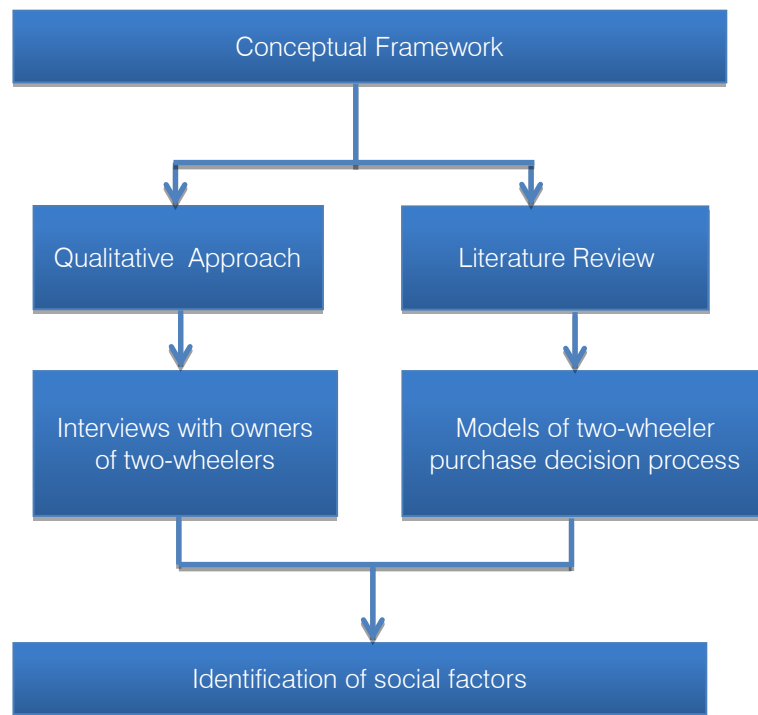 Conceptual Framework
Qualitative Approach
Literature Review
Interviews with owners
of two-wheelers
Models of two-wheeler
purchase decision process
Identification of social factors